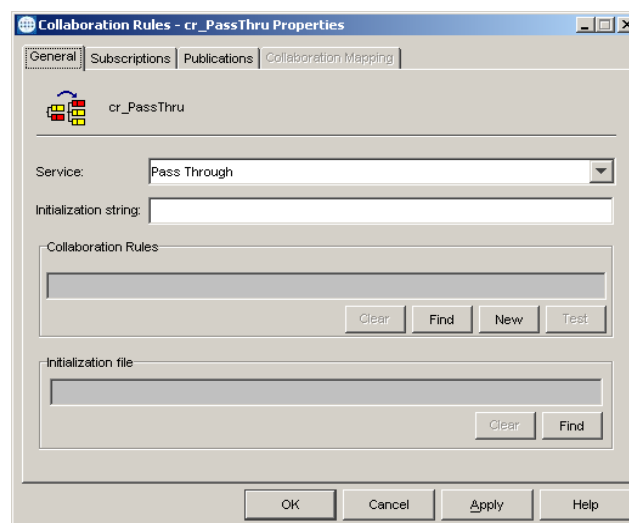 Collaboration Rules - cr_PassThru Properties
General Subscriptions Publications Collaboration Mapping
cr_PassThru
Service: Pass Through
Initialization string:
Collaboration Rules
Clear Find New Test
Initialization file
Clear Find
OK Cancel Apply Help